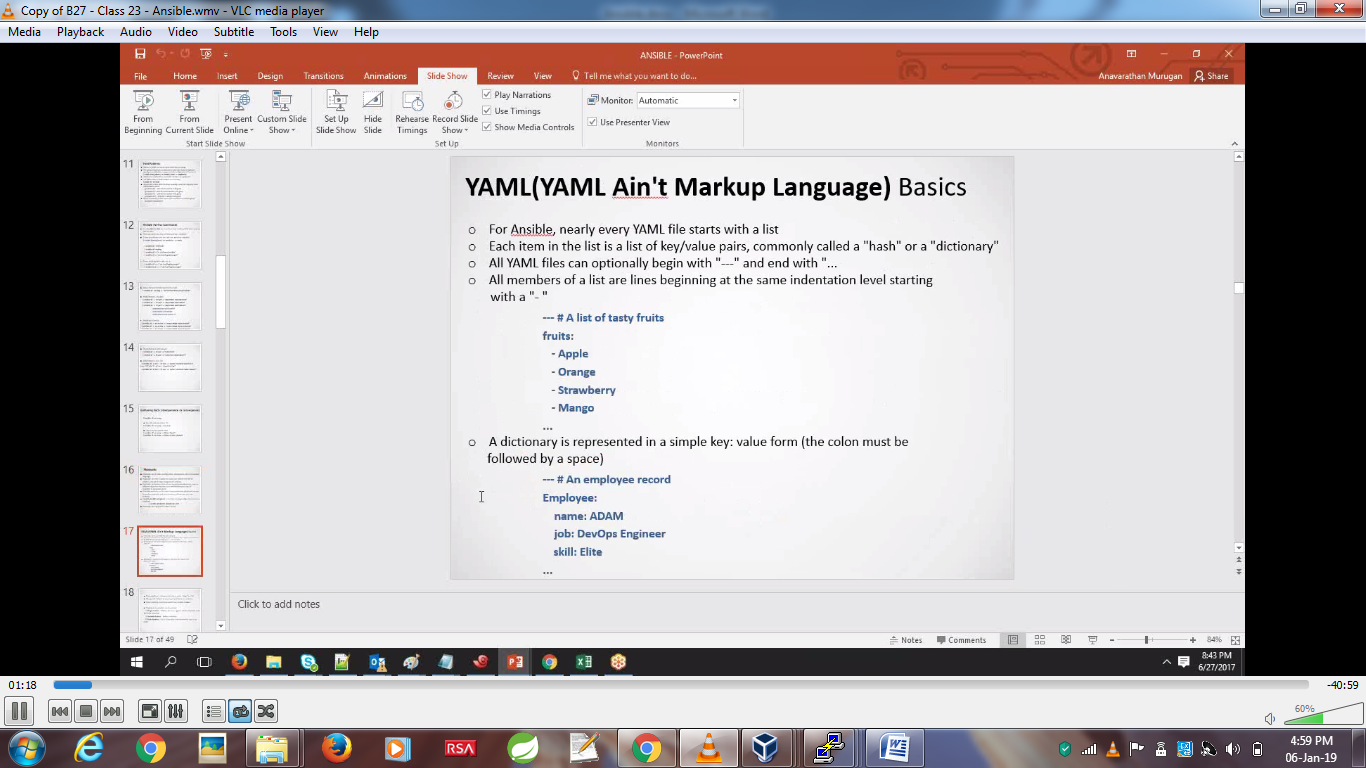 Copy of B27 - Class 23 - Ansible.wmv - VLC media player
Media Playback Audio Video Subtitle Tools View Help
ANSIBLE - PowerPoint
File Home Insert Design Transitions Animations Slide Show Review View Tell me what you want to do... Anavarathan Murugan Share
From Beginning
From Current Slide
Present Online
Custom Slide Show
Set Up Slide Show
Hide Slide
Rehearse Timings
Record Slide Show
Play Narrations
Use Timings
Show Media Controls
Monitor: Automatic
Use Presenter View
Start Slide Show Set Up Monitors
11
12
13
14
15
16
17
18
YAML(YAML Ain't Markup Language) Basics
o For Ansible, nearly every YAML file starts with a list
o Each item in the list is a list of key/value pairs, commonly called a "hash" or a "dictionary"
o All YAML files can optionally begin with "---" and end with "...
o All members of a list are lines beginning at the same indentation level starting
with a "- "
--- # A list of tasty fruits
fruits:
- Apple
- Orange
- Strawberry
- Mango
...
o A dictionary is represented in a simple key: value form (the colon must be
followed by a space)
--- # An employee record
Employee:
name: ADAM
job: DevOps Engineer
skill: Elite
...
Click to add notes
Slide 17 of 49 Notes Comments 84%
8:43 PM
6/27/2017
01:18 -40:59
60%
RSA
4:59 PM
06-Jan-19